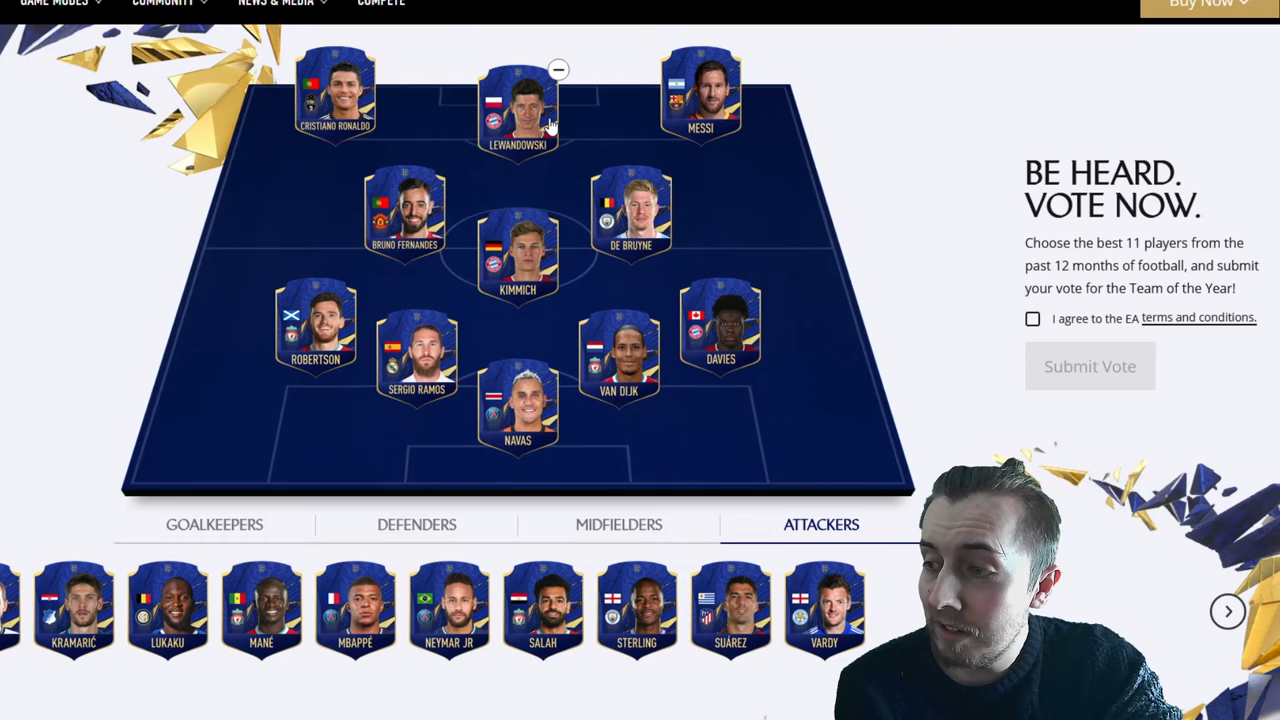 GAME MODES
COMMUNITY
NEWS & MEDIA
COMPETE
Buy Now
CRISTIANO RONALDO
LEWANDOWSKI
MESSI
BRUNO FERNANDES
DE BRUYNE
KIMMICH
ROBERTSON
SERGIO RAMOS
VAN DIJK
DAVIES
NAVAS
BE HEARD.
VOTE NOW.
Choose the best 11 players from the
past 12 months of football, and submit
your vote for the Team of the Year!
I agree to the EA terms and conditions.
Submit Vote
GOALKEEPERS
DEFENDERS
MIDFIELDERS
ATTACKERS
KRAMARIĆ
LUKAKU
MANÉ
MBAPPÉ
NEYMAR JR
SALAH
STERLING
SUÁREZ
VARDY